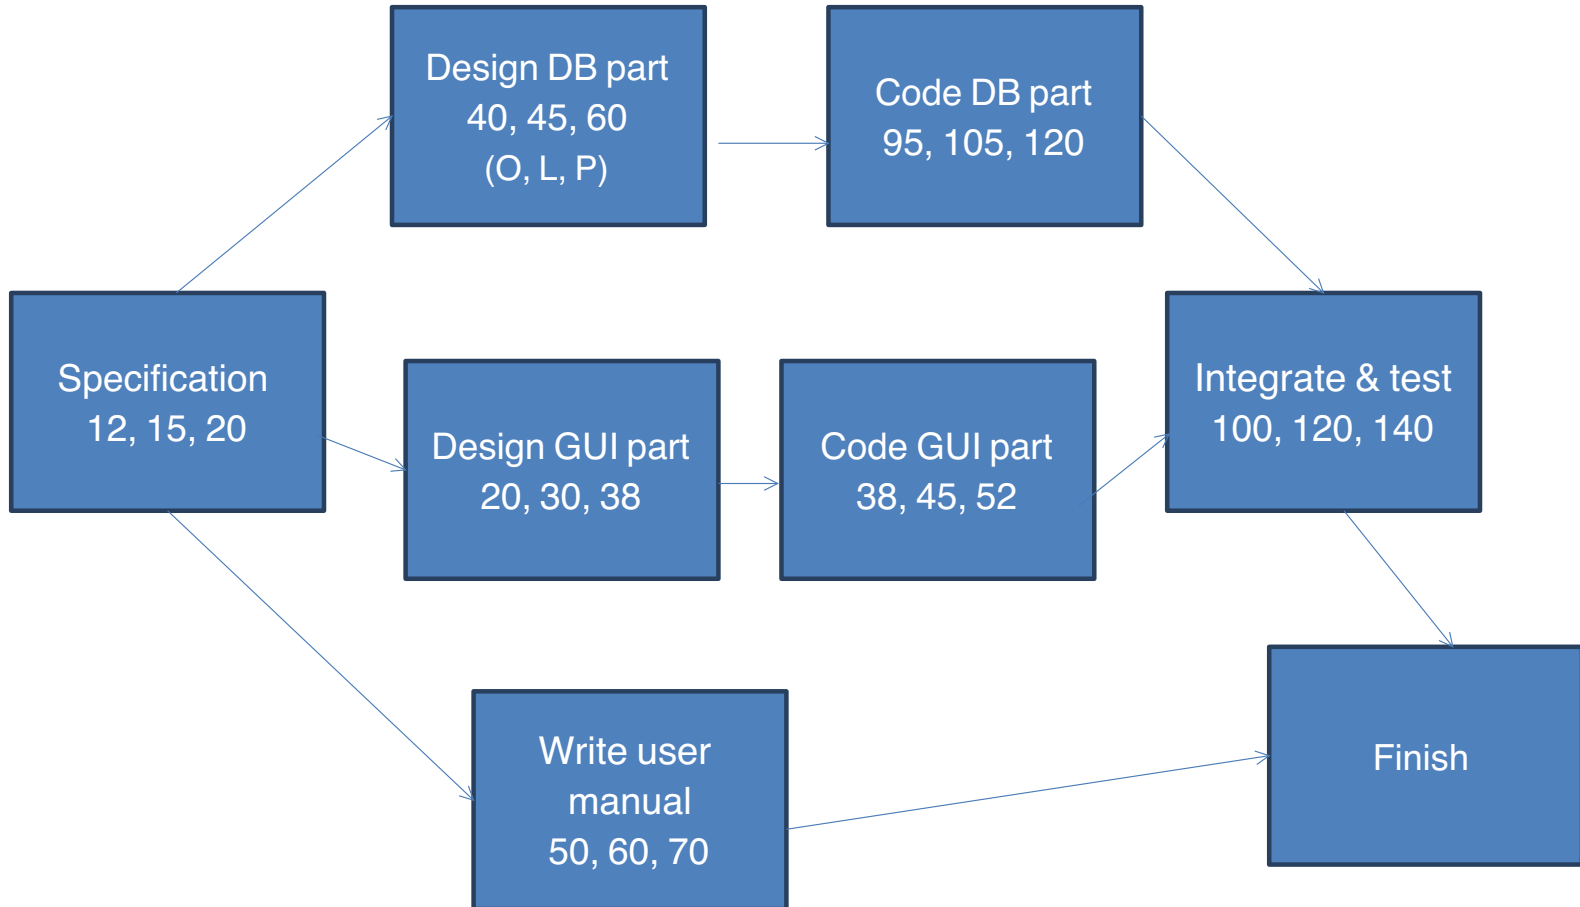 Design DB part
40, 45, 60
(O, L, P)
Code DB part
95, 105, 120
Specification
12, 15, 20
Design GUI part
20, 30, 38
Code GUI part
38, 45, 52
Integrate & test
100, 120, 140
Write user
manual
50, 60, 70
Finish